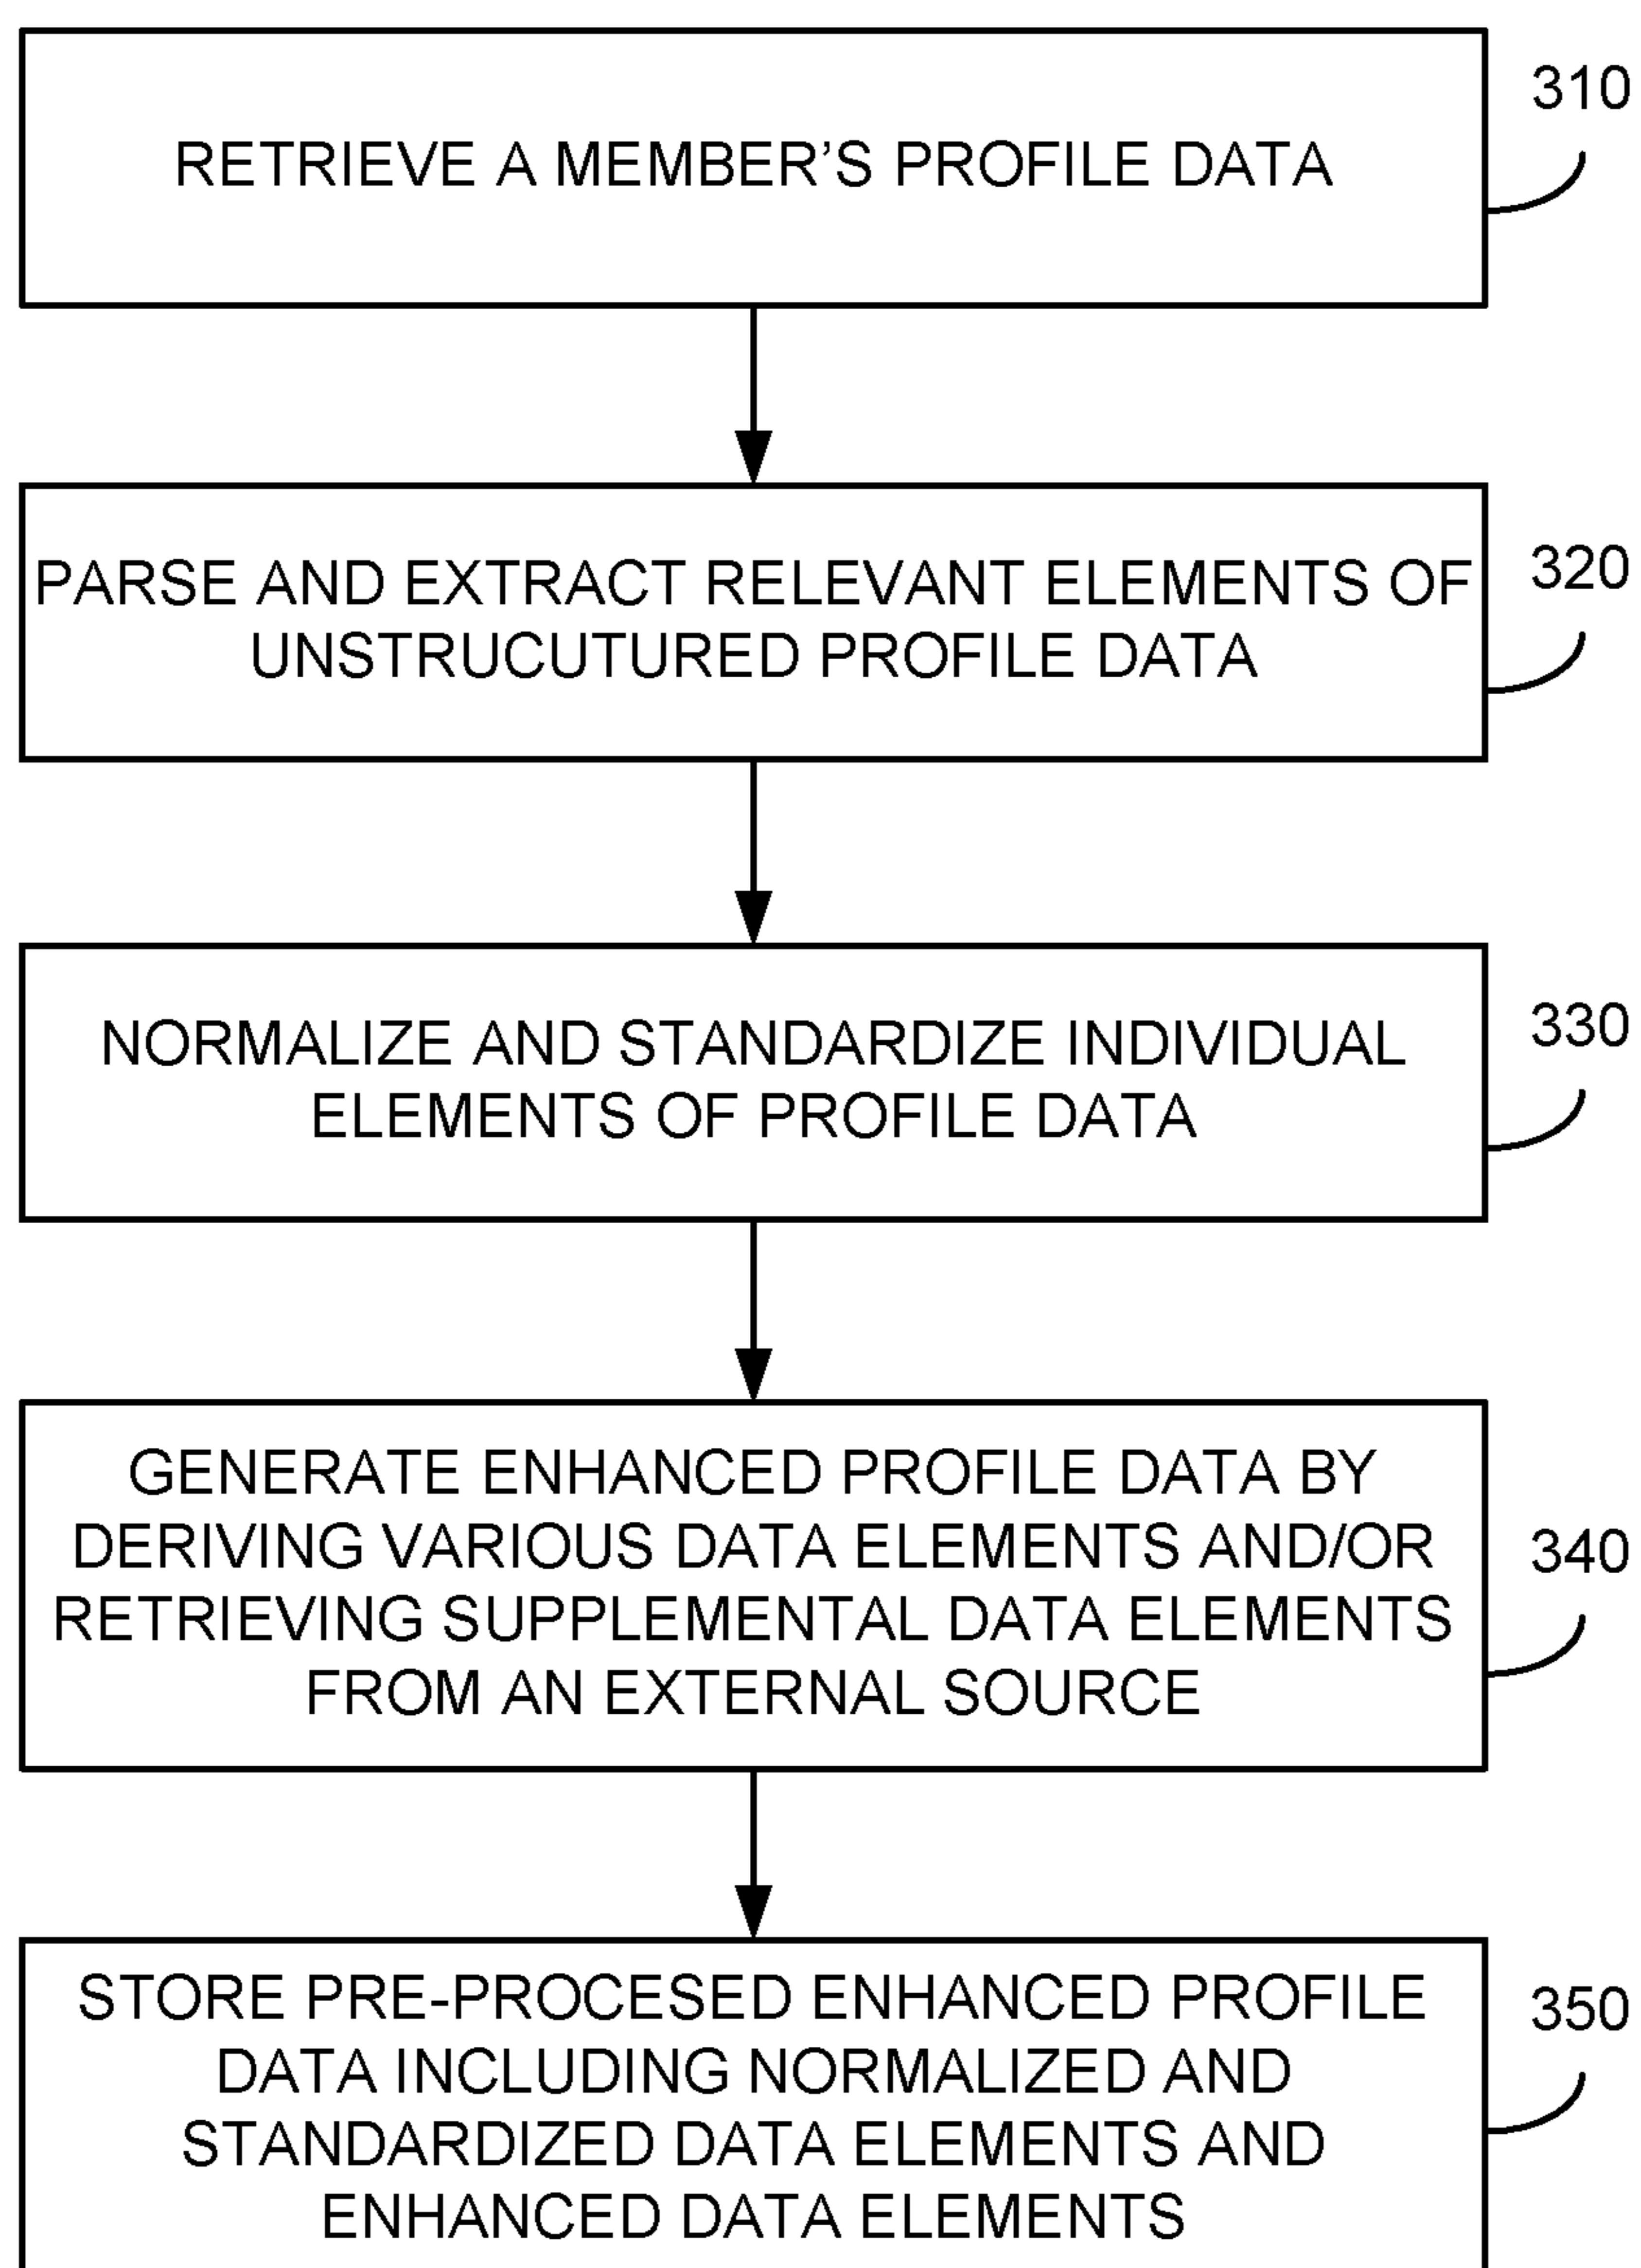 310
RETRIEVE A MEMBER’S PROFILE DATA
320
PARSE AND EXTRACT RELEVANT ELEMENTS OF
UNSTRUCUTURED PROFILE DATA
330
NORMALIZE AND STANDARDIZE INDIVIDUAL
ELEMENTS OF PROFILE DATA
340
GENERATE ENHANCED PROFILE DATA BY
DERIVING VARIOUS DATA ELEMENTS AND/OR
RETRIEVING SUPPLEMENTAL DATA ELEMENTS
FROM AN EXTERNAL SOURCE
350
STORE PRE-PROCESED ENHANCED PROFILE
DATA INCLUDING NORMALIZED AND
STANDARDIZED DATA ELEMENTS AND
ENHANCED DATA ELEMENTS